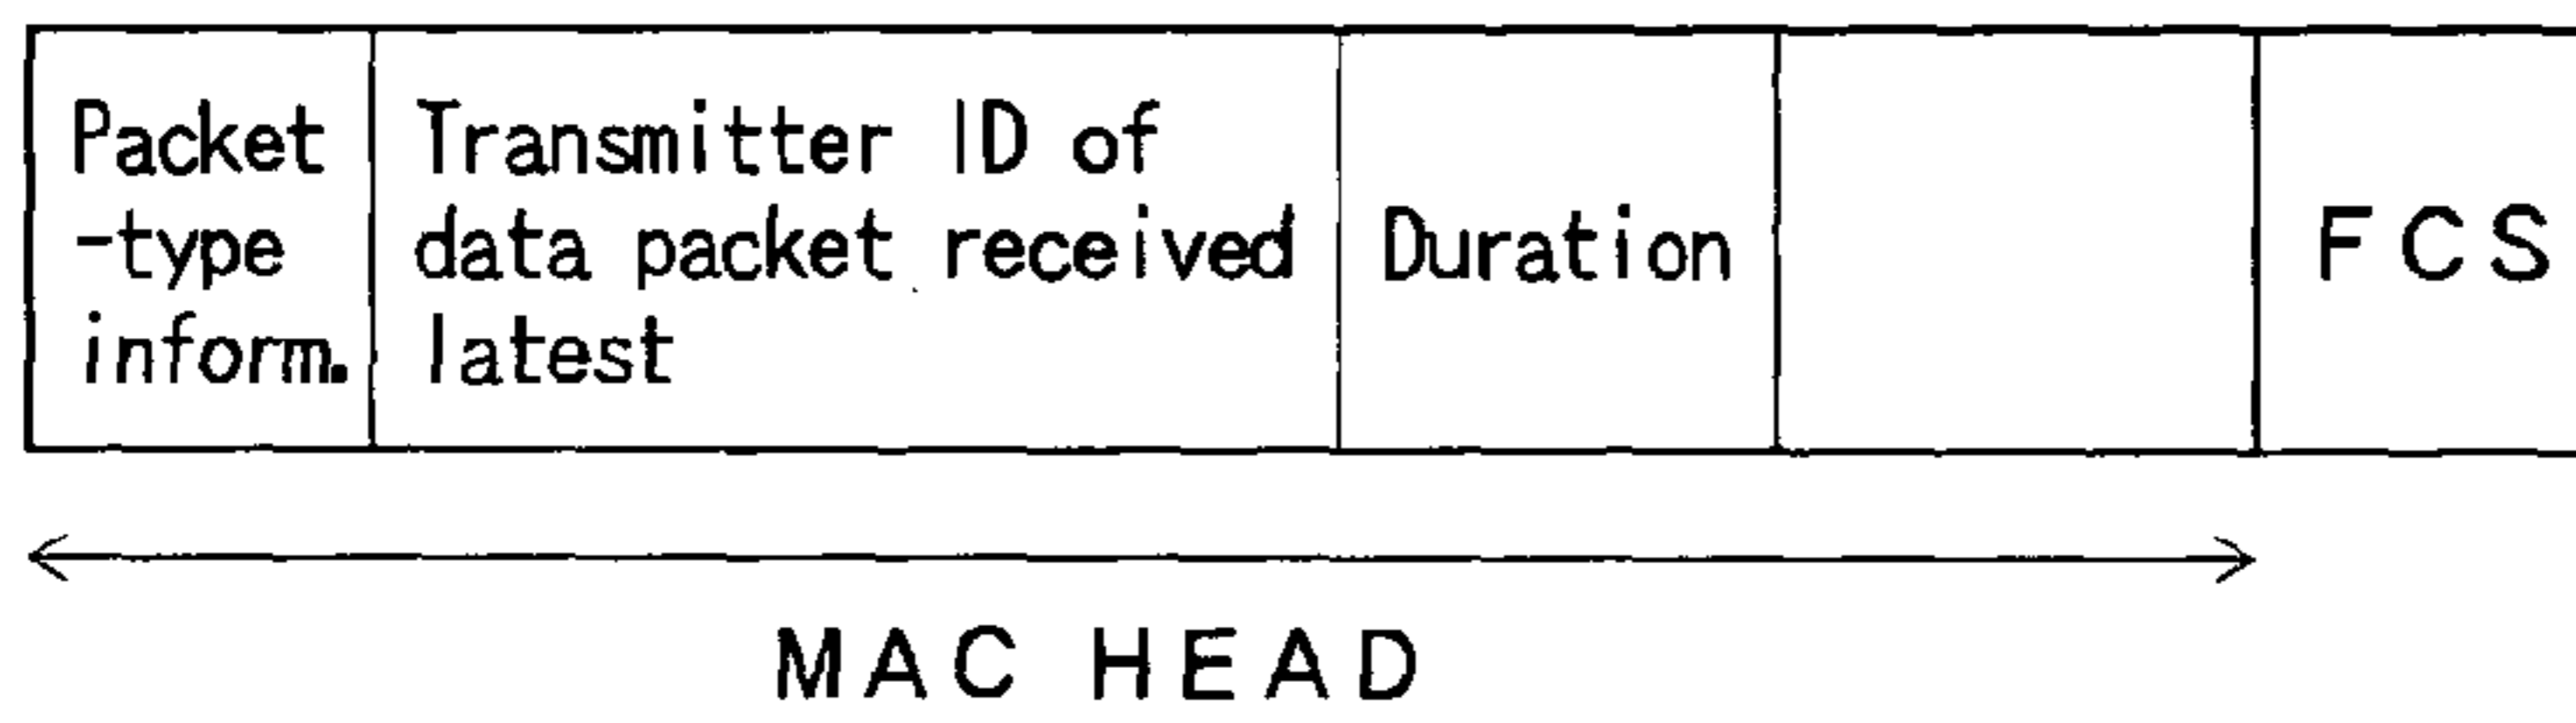 Packet
-type
inform.
Transmitter ID of
data packet received
latest
Duration
FCS
MAC HEAD